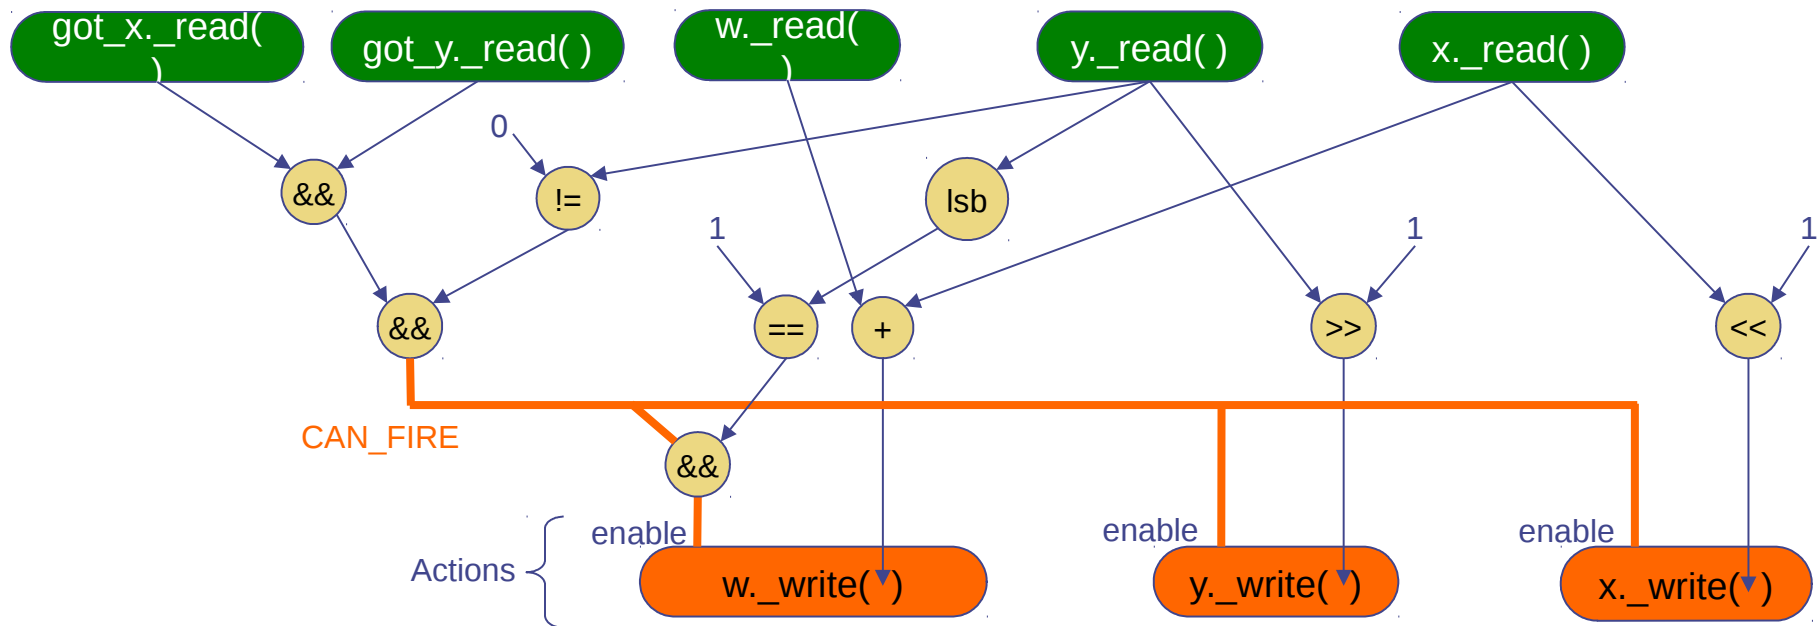 got_x._read(
)
got_y._read( )
w._read(
)
y._read( )
x._read( )
0
&&
!=
lsb
1
1
1
&&
==
+
>>
<<
CAN_FIRE
&&
enable
enable
enable
Actions
w._write( )
y._write( )
x._write( )